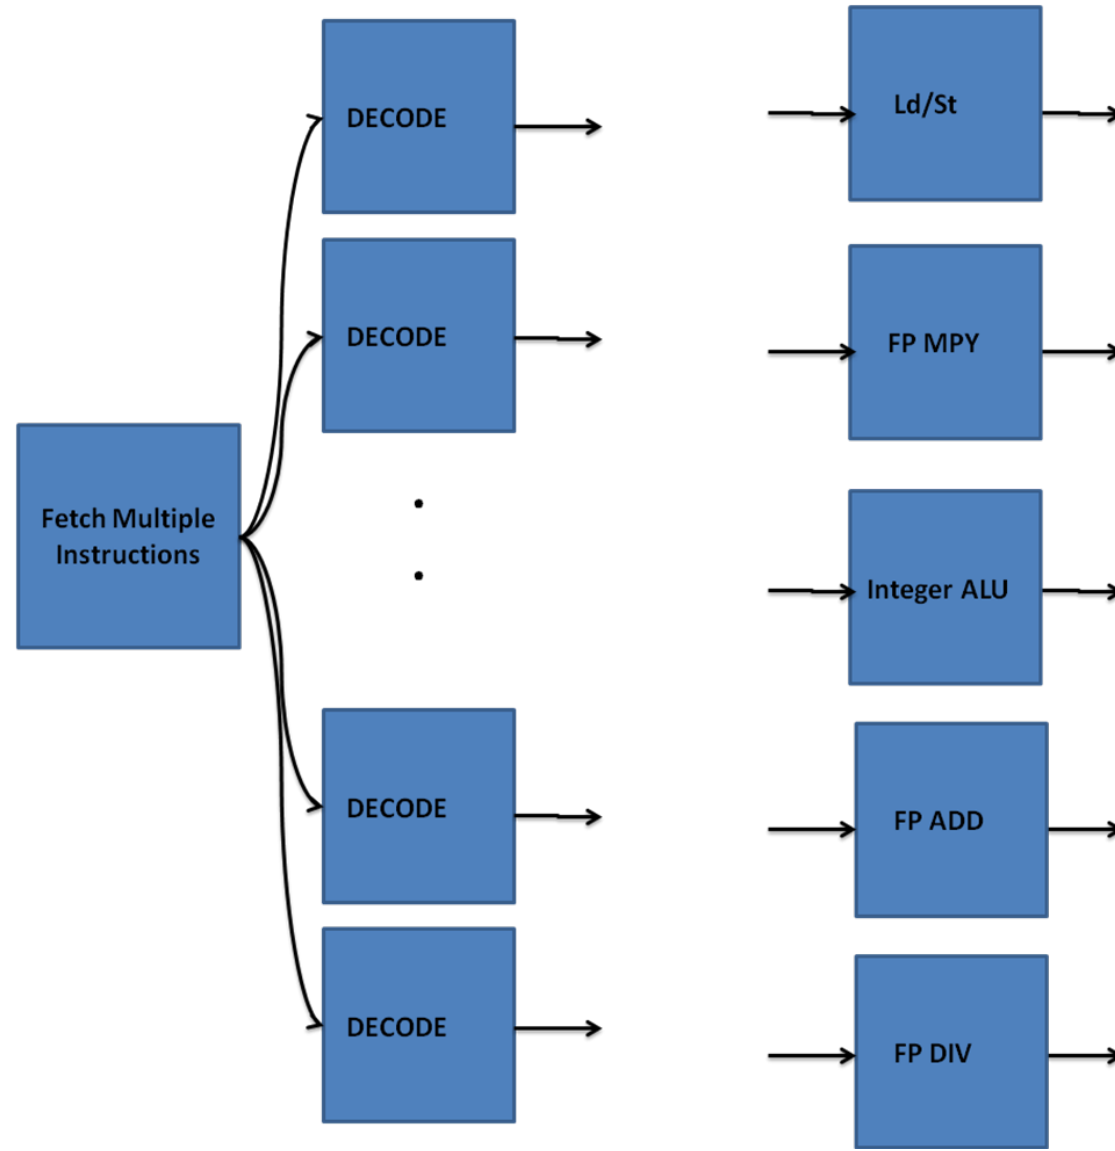 Fetch Multiple
Instructions
DECODE
DECODE
DECODE
DECODE
Ld/St
FP MPY
Integer ALU
FP ADD
FP DIV